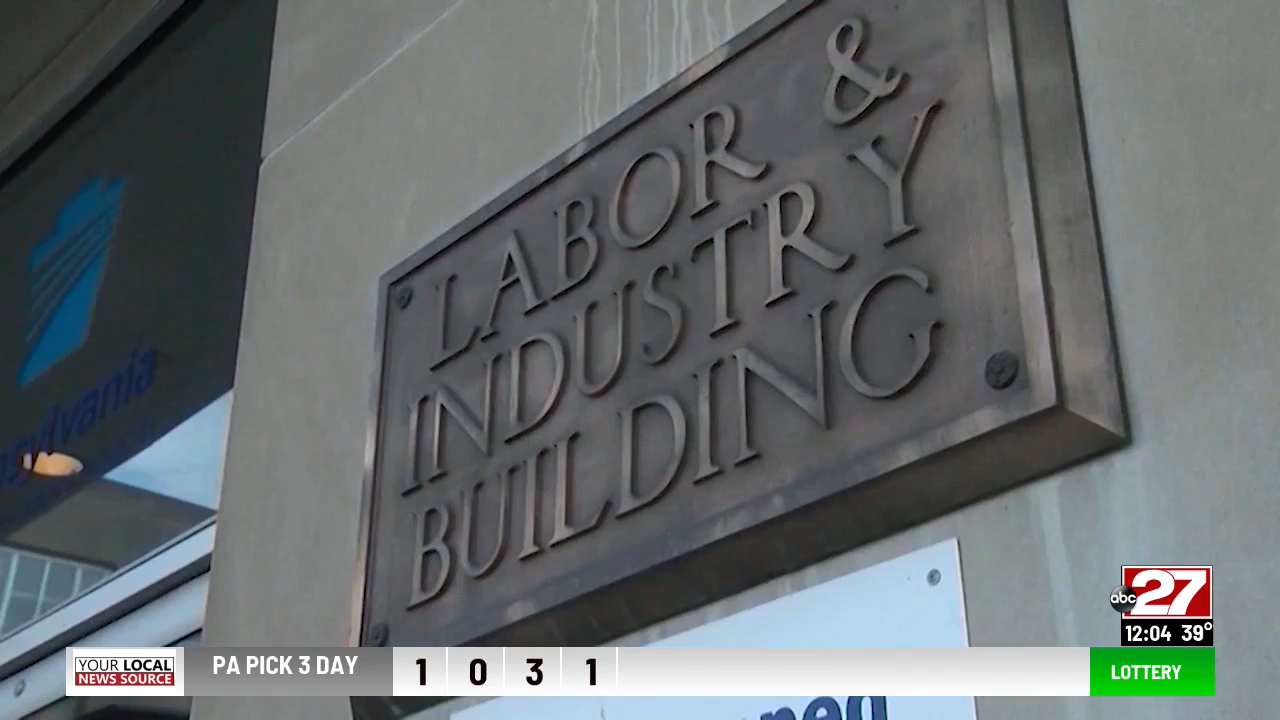 LABOR &
INDUSTRY
BUILDING
abc 27
12:04 39°
YOUR LOCAL
NEWS SOURCE
PA PICK 3 DAY
1 0 3 1
LOTTERY